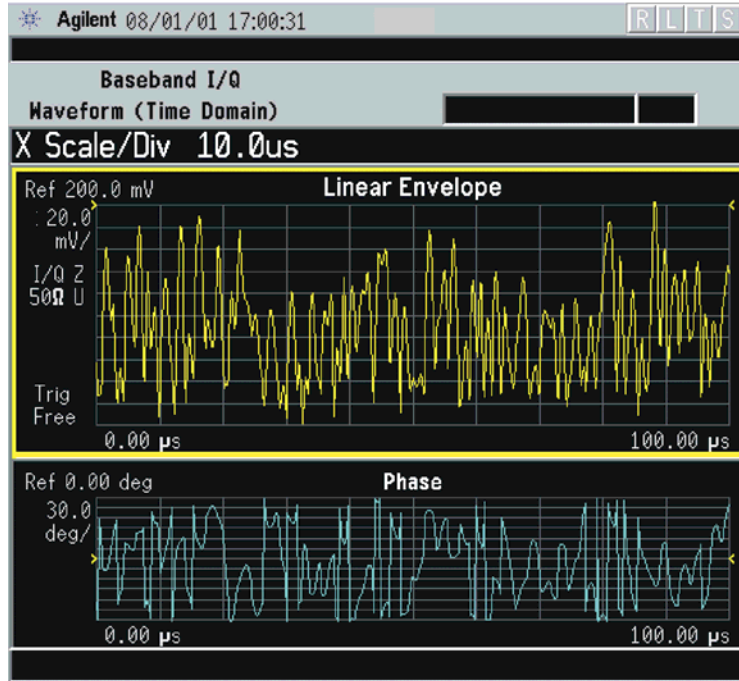 Agilent 08/01/01 17:00:31
R L T S
Baseband I/Q
Waveform (Time Domain)
X Scale/Div 10.0us
Ref 200.0 mV
Linear Envelope
20.0
mV/
I/Q Z
50Ω U
Trig
Free
0.00 µs
100.00 µs
Ref 0.00 deg
Phase
30.0
deg/
0.00 µs
100.00 µs